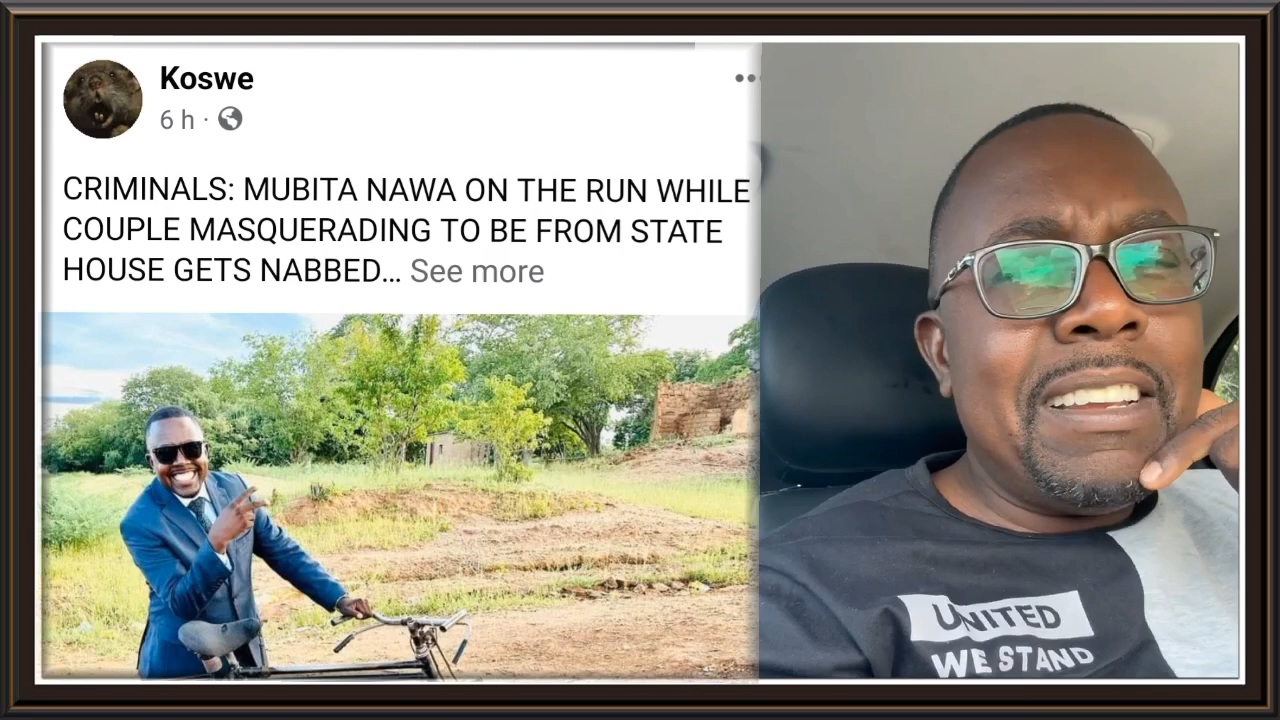 Koswe
6 h ·
CRIMINALS: MUBITA NAWA ON THE RUN WHILE
COUPLE MASQUERADING TO BE FROM STATE
HOUSE GETS NABBED... See more
UNITED
WE STAND